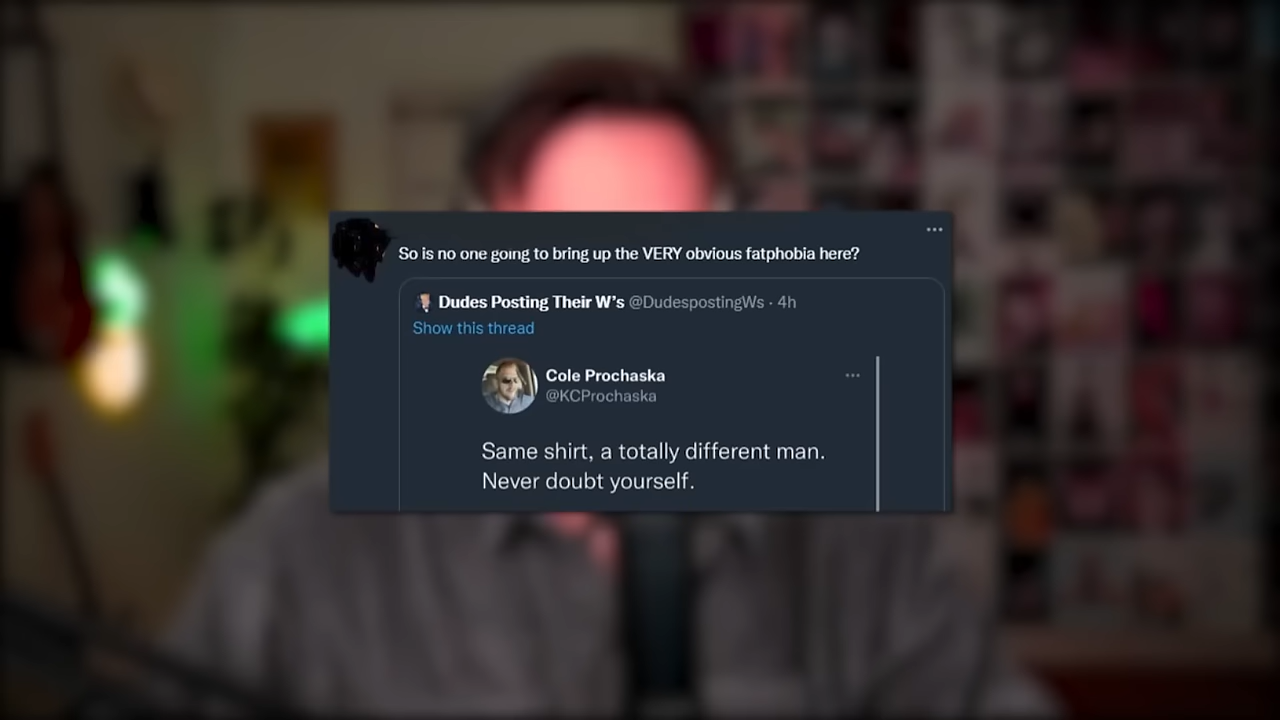 So is no one going to bring up the VERY obvious fatphobia here?
Dudes Posting Their W's @DudespostingWs · 4h
Show this thread
Cole Prochaska
@KCProchaska
Same shirt, a totally different man.
Never doubt yourself.